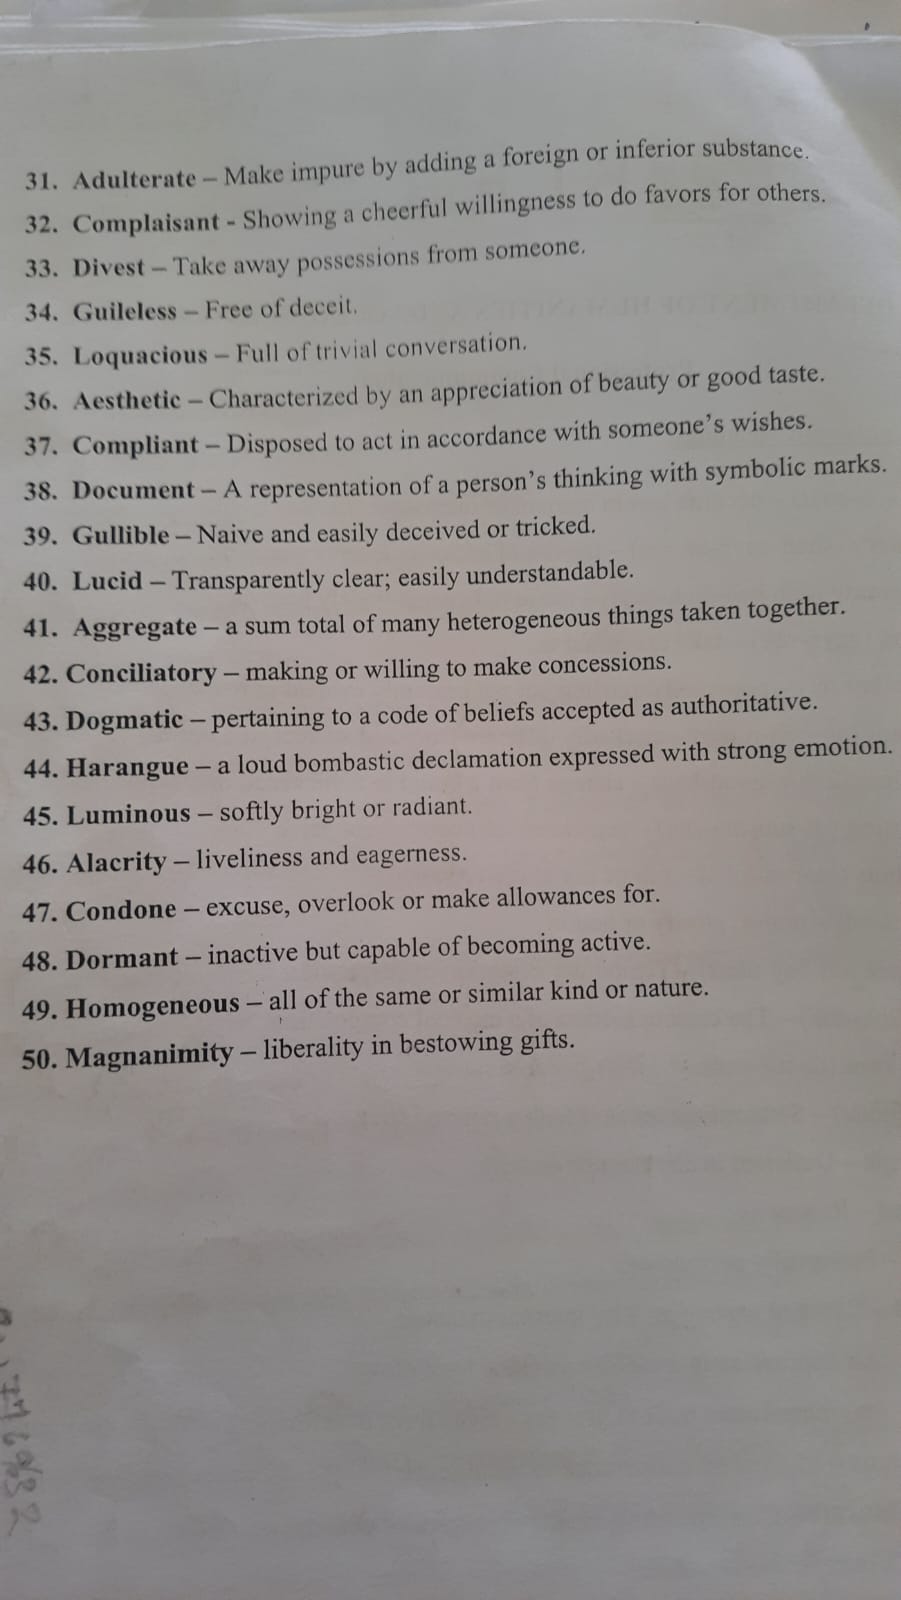 31. Adulterate – Make impure by adding a foreign or inferior substance.
32. Complaisant - Showing a cheerful willingness to do favors for others.
33. Divest – Take away possessions from someone.
34. Guileless – Free of deceit.
35. Loquacious – Full of trivial conversation.
36. Aesthetic – Characterized by an appreciation of beauty or good taste.
37. Compliant – Disposed to act in accordance with someone’s wishes.
38. Document – A representation of a person’s thinking with symbolic marks.
39. Gullible – Naive and easily deceived or tricked.
40. Lucid – Transparently clear; easily understandable.
41. Aggregate – a sum total of many heterogeneous things taken together.
42. Conciliatory – making or willing to make concessions.
43. Dogmatic – pertaining to a code of beliefs accepted as authoritative.
44. Harangue – a loud bombastic declamation expressed with strong emotion.
45. Luminous – softly bright or radiant.
46. Alacrity – liveliness and eagerness.
47. Condone – excuse, overlook or make allowances for.
48. Dormant – inactive but capable of becoming active.
49. Homogeneous – all of the same or similar kind or nature.
50. Magnanimity – liberality in bestowing gifts.